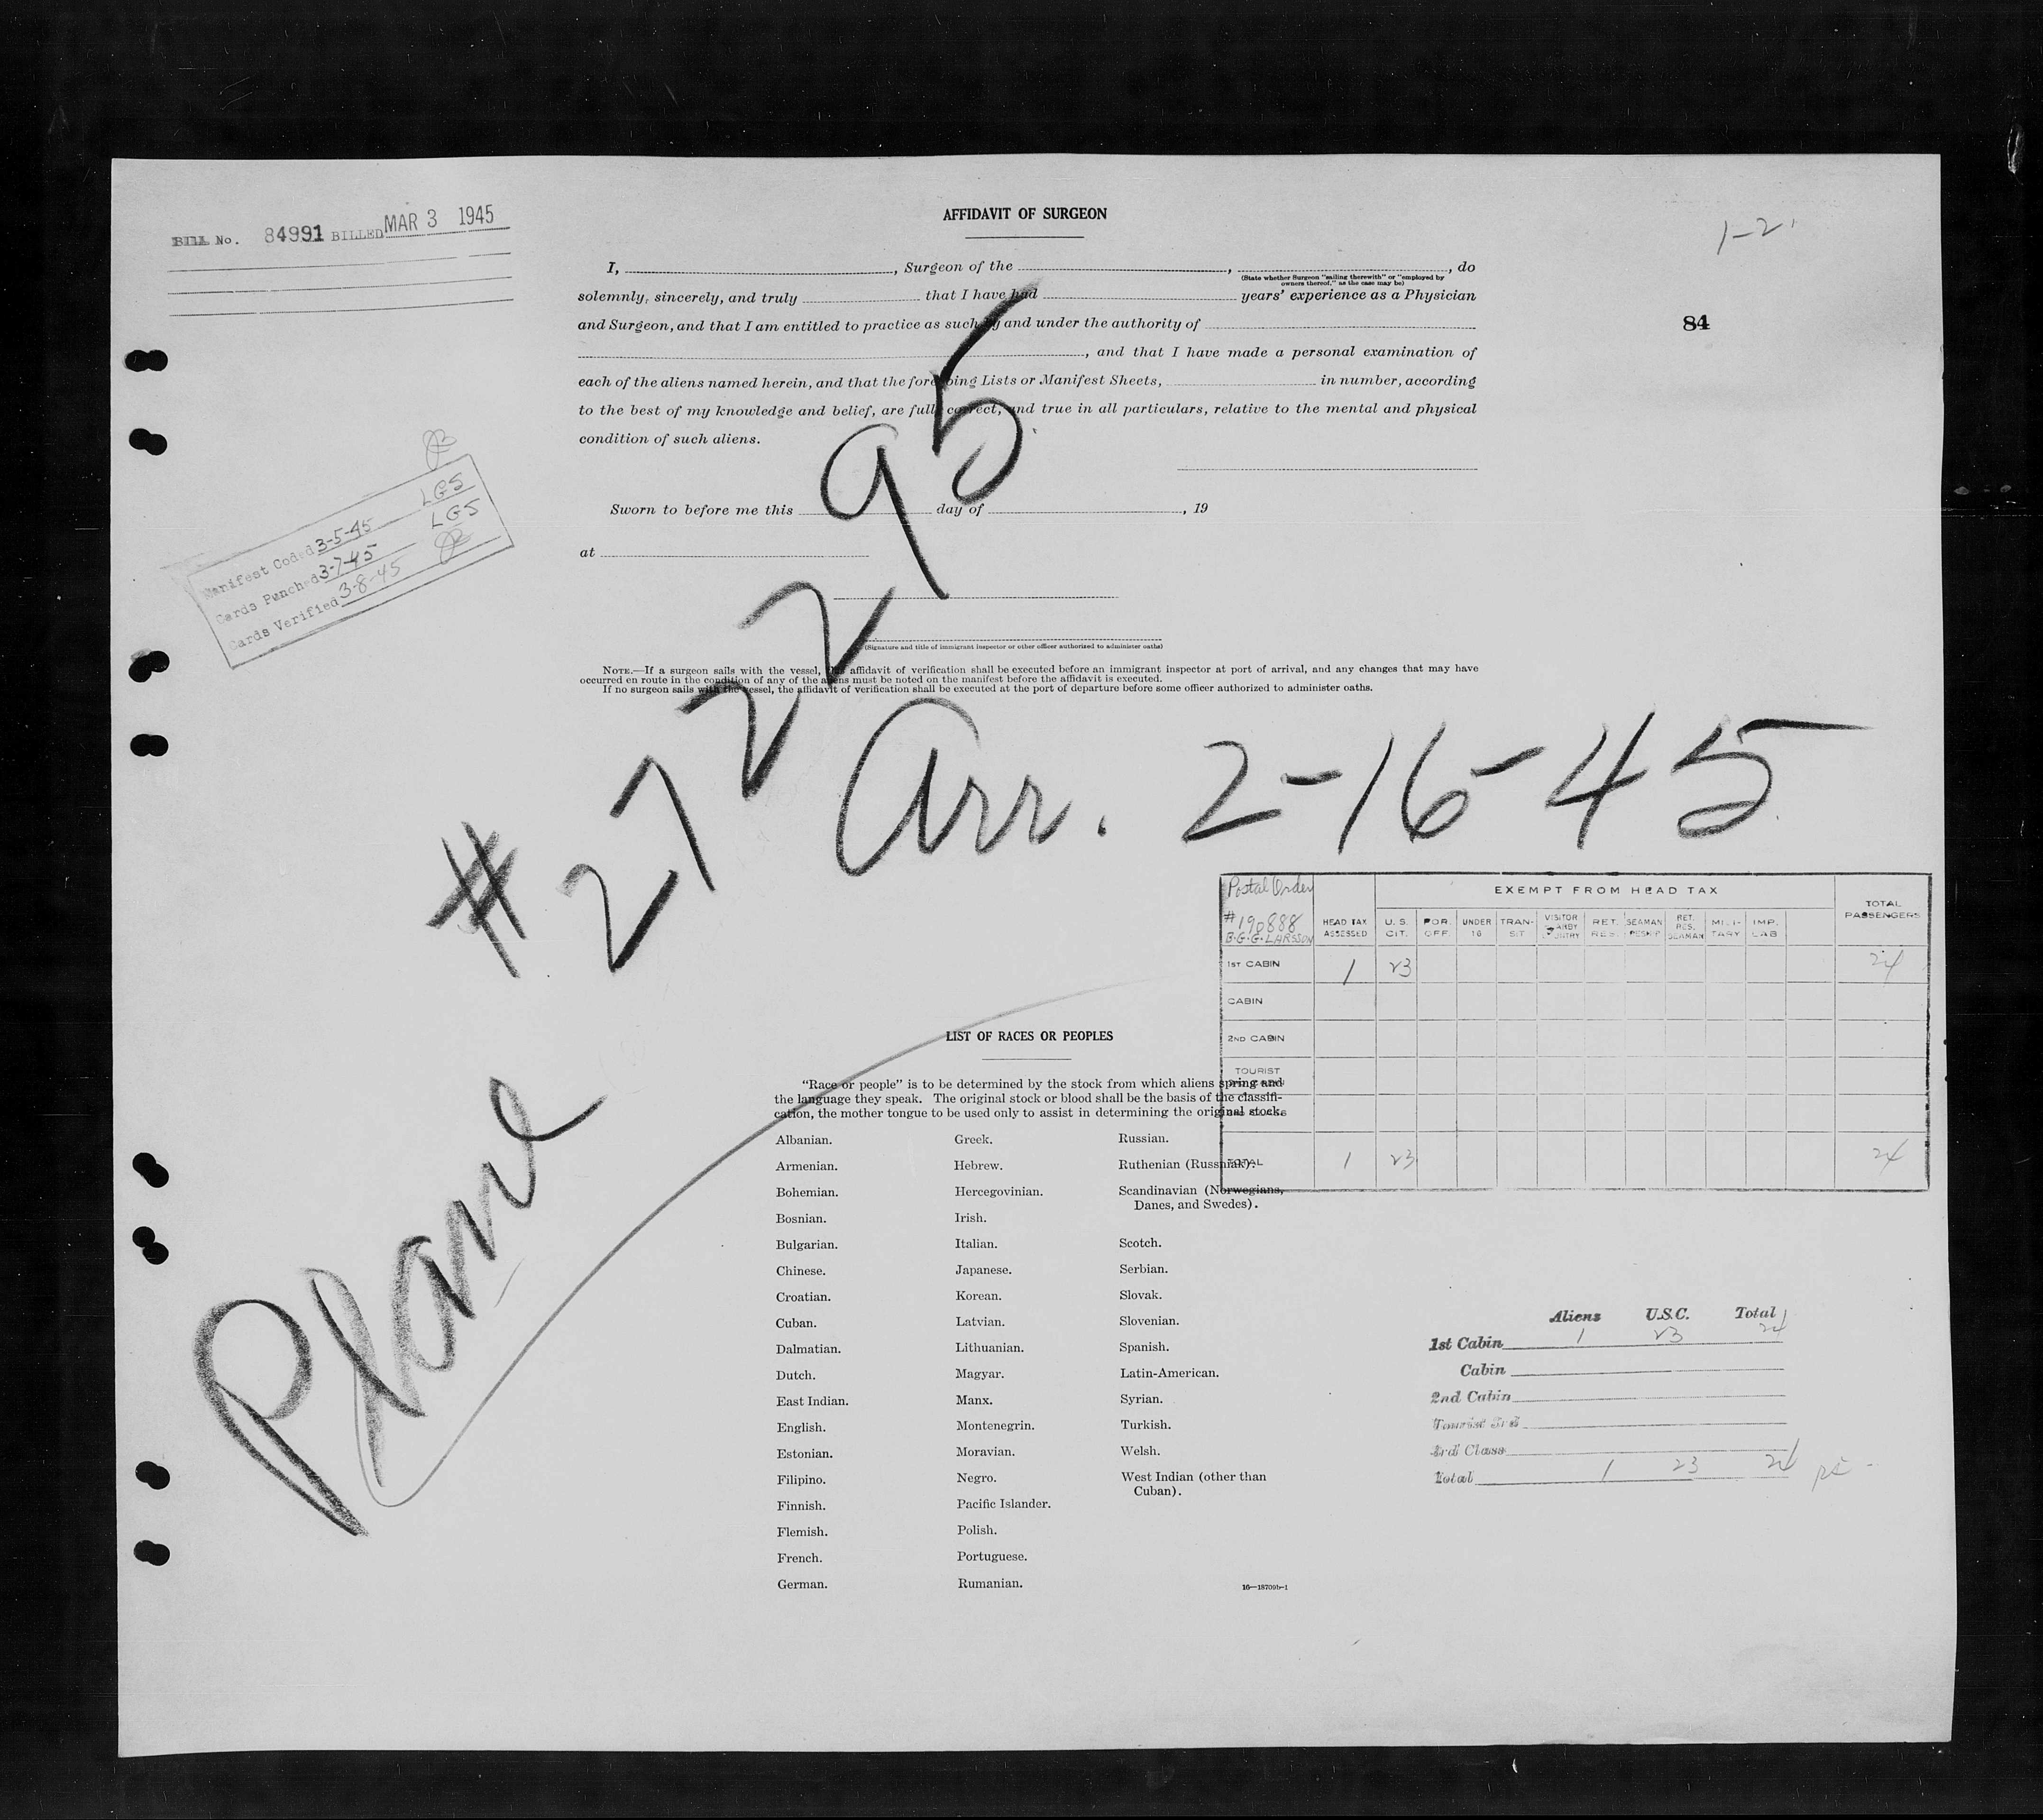 BILL No. 84991 BILLED MAR 3 1945
AFFIDAVIT OF SURGEON
1-2
84
I, , Surgeon of the , , do
(State whether Surgeon "sailing therewith" or "employed by
owners thereof," as the case may be)
solemnly, sincerely, and truly that I have had years' experience as a Physician
and Surgeon, and that I am entitled to practice as such by and under the authority of
, and that I have made a personal examination of
each of the aliens named herein, and that the foregoing Lists or Manifest Sheets, in number, according
to the best of my knowledge and belief, are full, correct, and true in all particulars, relative to the mental and physical
condition of such aliens.
Sworn to before me this day of , 19
at
(Signature and title of immigrant inspector or other officer authorized to administer oaths)
NOTE.—If a surgeon sails with the vessel, this affidavit of verification shall be executed before an immigrant inspector at port of arrival, and any changes that may have
occurred en route in the condition of any of the aliens must be noted on the manifest before the affidavit is executed.
If no surgeon sails with the vessel, the affidavit of verification shall be executed at the port of departure before some officer authorized to administer oaths.
Manifest Coded 3-5-45 LGS
Cards Punched 3-7-45 LGS
Cards Verified 3-8-45
Plane # 272295
Arr. 2-16-45
Postal Order
#190888
B.G.G. LARSSON
EXEMPT FROM HEAD TAX
HEAD TAX ASSESSED
U. S. CIT.
FOR. OFF.
UNDER 16
TRANSIT
VISITOR
RET. RES.
SEAMAN RESHIP
RET. RES. SEAMAN
MILITARY
IMP. LAB
TOTAL PASSENGERS
1ST CABIN 1 23 24
CABIN
2ND CABIN
TOURIST
TOTAL 1 23 24
LIST OF RACES OR PEOPLES
"Race or people" is to be determined by the stock from which aliens spring and
the language they speak. The original stock or blood shall be the basis of the classifi-
cation, the mother tongue to be used only to assist in determining the original stock.
Albanian.
Armenian.
Bohemian.
Bosnian.
Bulgarian.
Chinese.
Croatian.
Cuban.
Dalmatian.
Dutch.
East Indian.
English.
Estonian.
Filipino.
Finnish.
Flemish.
French.
German.
Greek.
Hebrew.
Hercegovinian.
Irish.
Italian.
Japanese.
Korean.
Latvian.
Lithuanian.
Magyar.
Manx.
Montenegrin.
Moravian.
Negro.
Pacific Islander.
Polish.
Portuguese.
Rumanian.
Russian.
Ruthenian (Russniak).
Scandinavian (Norwegians,
Danes, and Swedes).
Scotch.
Serbian.
Slovak.
Slovenian.
Spanish.
Latin-American.
Syrian.
Turkish.
Welsh.
West Indian (other than
Cuban).
16—18709b-1
Aliens U.S.C. Total
1st Cabin 1 23 24
Cabin
2nd Cabin
Tourist 3rd
3rd Class
Total 1 23 24